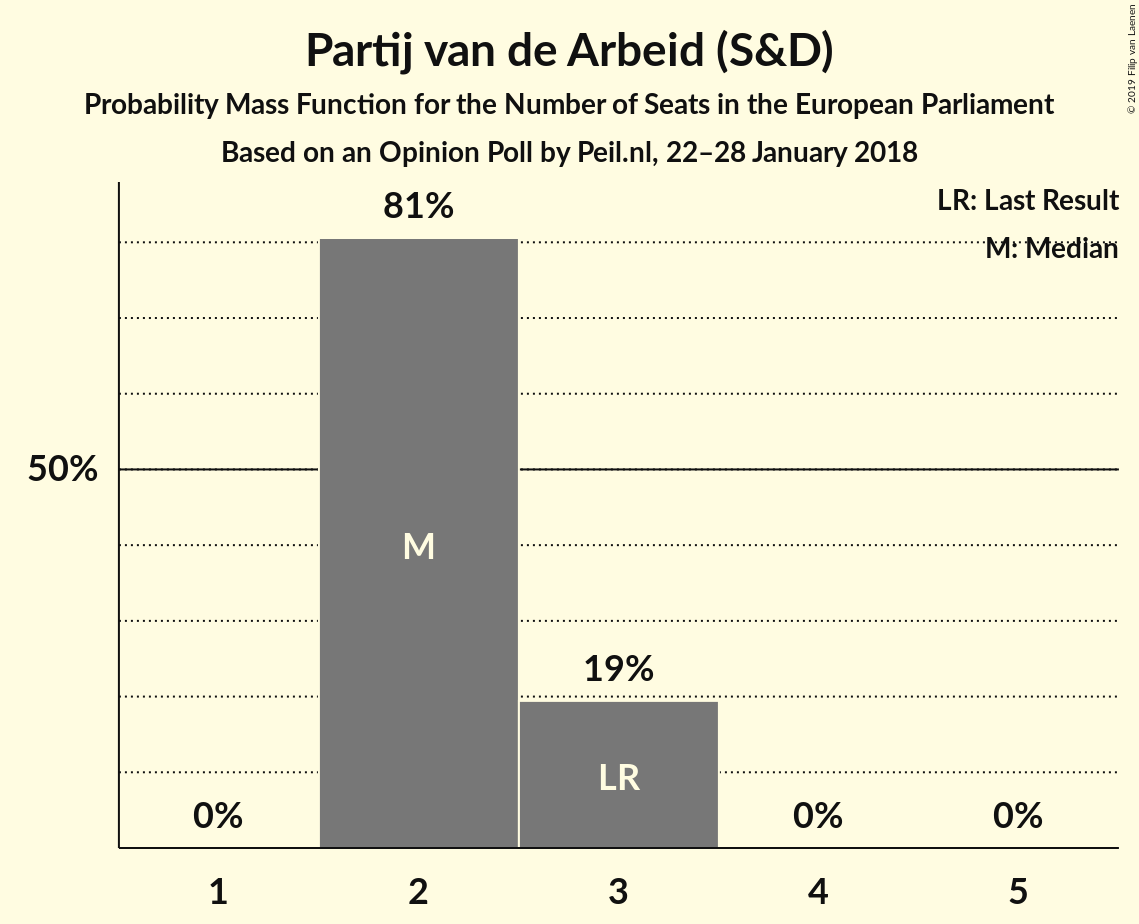 Partij van de Arbeid (S&D)
Probability Mass Function for the Number of Seats in the European Parliament
Based on an Opinion Poll by Peil.nl, 22–28 January 2018
© 2019 Filip van Laenen
LR: Last Result
M: Median
81%
50%
M
19%
LR
0%
0%
0%
1
2
3
4
5